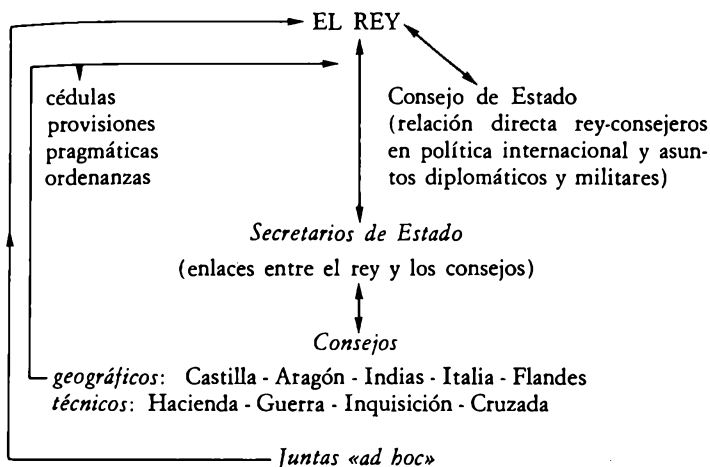 EL REY
cédulas
provisiones
pragmáticas
ordenanzas
Consejo de Estado
(relación directa rey-consejeros
en política internacional y asun-
tos diplomáticos y militares)
Secretarios de Estado
(enlaces entre el rey y los consejos)
Consejos
geográficos: Castilla - Aragón - Indias - Italia - Flandes
técnicos: Hacienda - Guerra - Inquisición - Cruzada
Juntas «ad hoc»